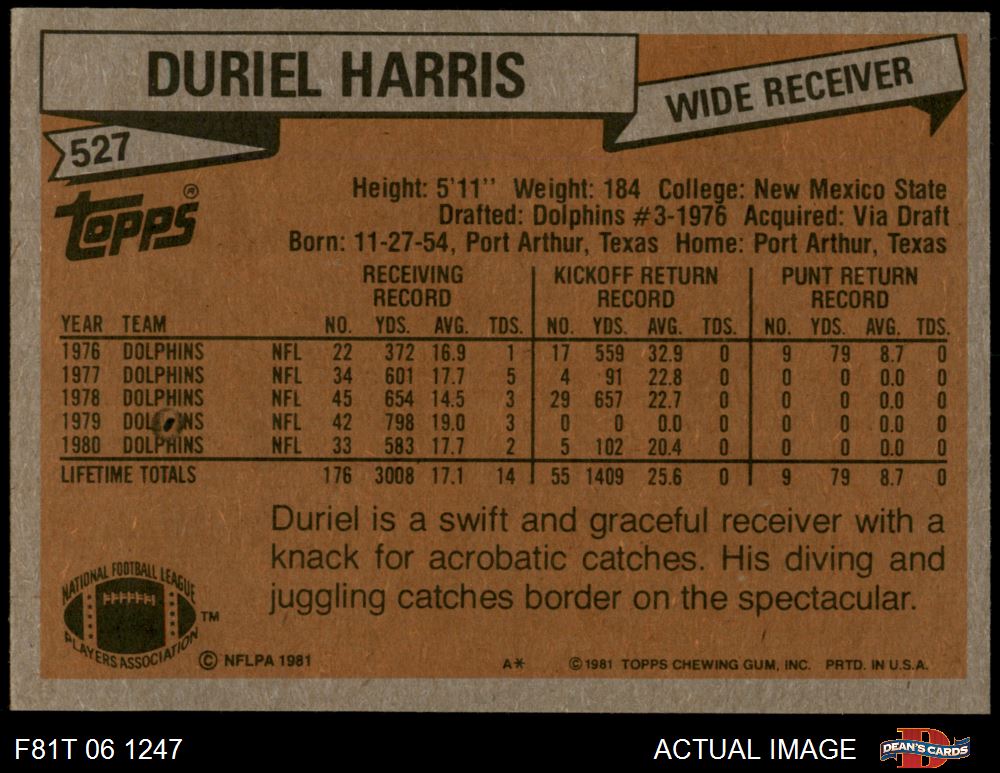 DURIEL HARRIS
WIDE RECEIVER
527
TOPPS®
Height: 5'11'' Weight: 184 College: New Mexico State
Drafted: Dolphins #3-1976 Acquired: Via Draft
Born: 11-27-54, Port Arthur, Texas Home: Port Arthur, Texas
RECEIVING RECORD KICKOFF RETURN RECORD PUNT RETURN RECORD
YEAR TEAM NO. YDS. AVG. TDS. NO. YDS. AVG. TDS. NO. YDS. AVG. TDS.
1976 DOLPHINS NFL 22 372 16.9 1 17 559 32.9 0 9 79 8.7 0
1977 DOLPHINS NFL 34 601 17.7 5 4 91 22.8 0 0 0 0.0 0
1978 DOLPHINS NFL 45 654 14.5 3 29 657 22.7 0 0 0 0.0 0
1979 DOLPHINS NFL 42 798 19.0 3 0 0 0.0 0 0 0 0.0 0
1980 DOLPHINS NFL 33 583 17.7 2 5 102 20.4 0 0 0 0.0 0
LIFETIME TOTALS 176 3008 17.1 14 55 1409 25.6 0 9 79 8.7 0
Duriel is a swift and graceful receiver with a
knack for acrobatic catches. His diving and
juggling catches border on the spectacular.
NATIONAL FOOTBALL LEAGUE
PLAYERS ASSOCIATION
TM
© NFLPA 1981
A* ©1981 TOPPS CHEWING GUM, INC. PRTD. IN U.S.A.
F81T 06 1247
ACTUAL IMAGE
DEAN'S CARDS